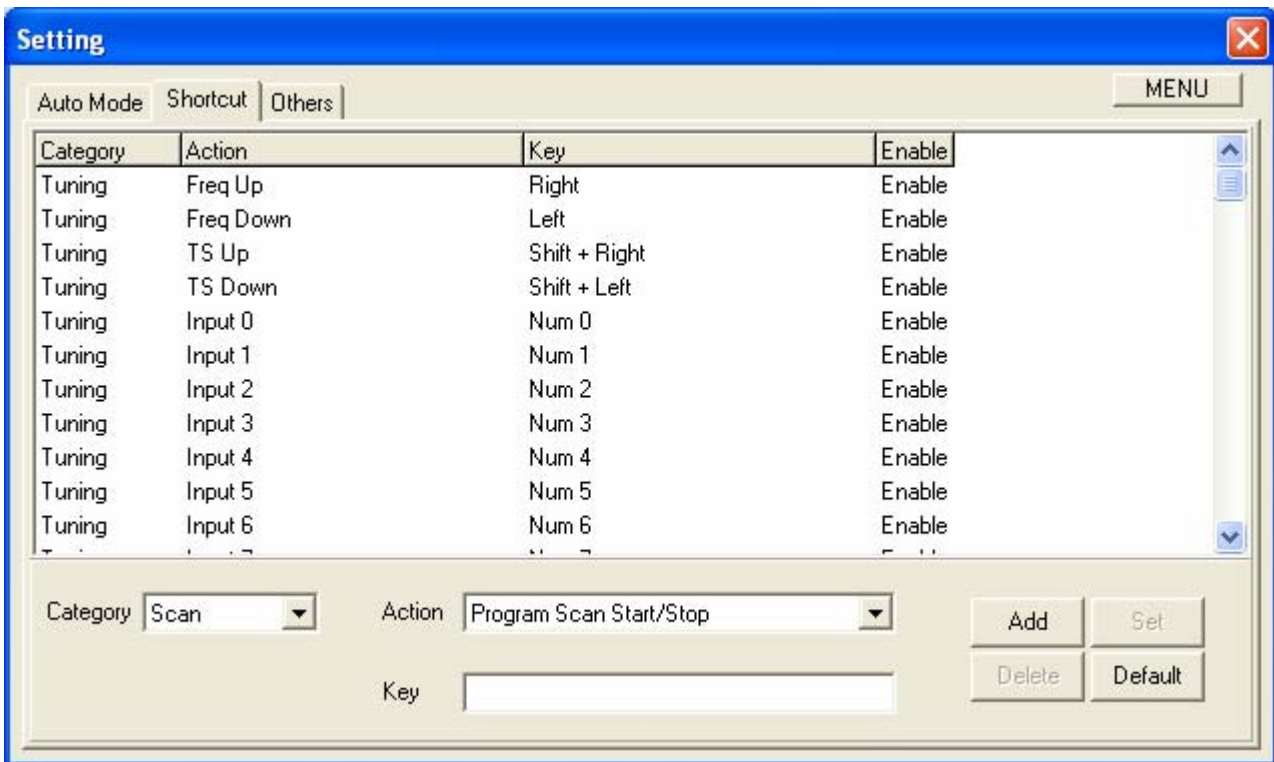 Setting
MENU
Auto Mode Shortcut Others
Category Action Key Enable
Tuning Freq Up Right Enable
Tuning Freq Down Left Enable
Tuning TS Up Shift + Right Enable
Tuning TS Down Shift + Left Enable
Tuning Input 0 Num 0 Enable
Tuning Input 1 Num 1 Enable
Tuning Input 2 Num 2 Enable
Tuning Input 3 Num 3 Enable
Tuning Input 4 Num 4 Enable
Tuning Input 5 Num 5 Enable
Tuning Input 6 Num 6 Enable
Category Scan Action Program Scan Start/Stop
Add Set
Key
Delete Default